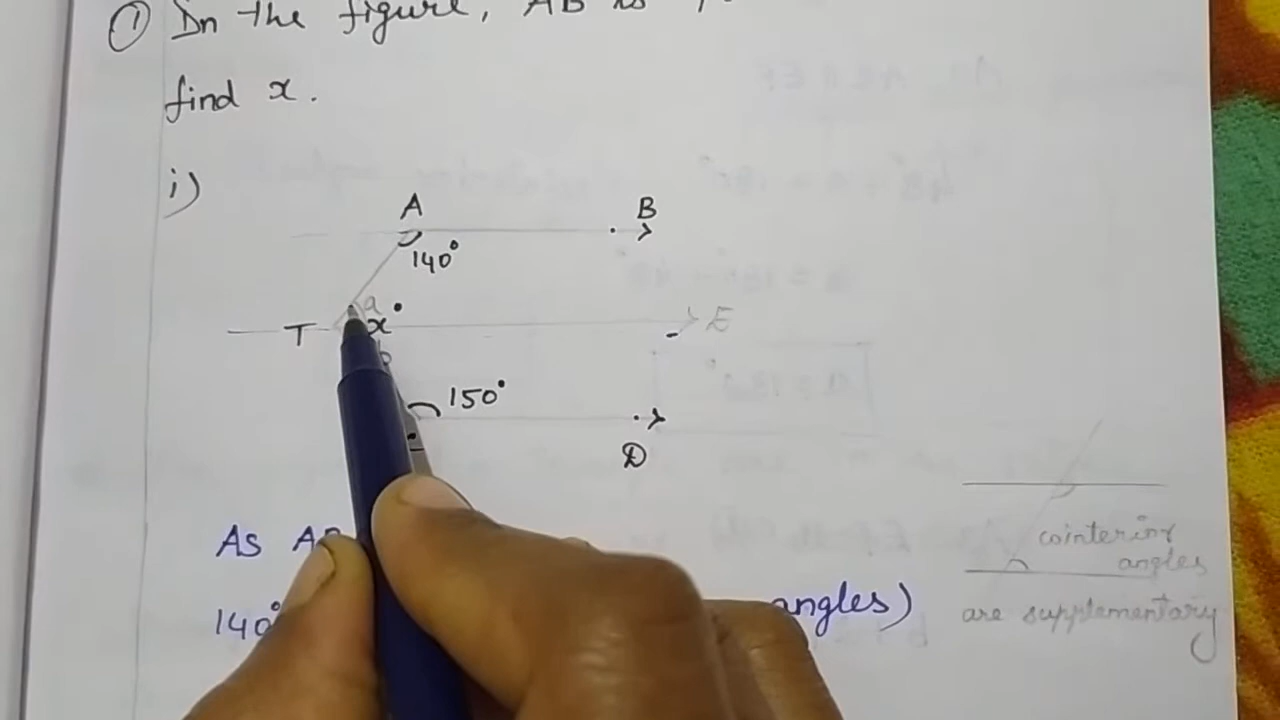 ① In the figure, AB is
find x.
i)
A B
140°
a
T x° E
b
150°
D
As
140° angles)
cointerior
angles
are supplementary